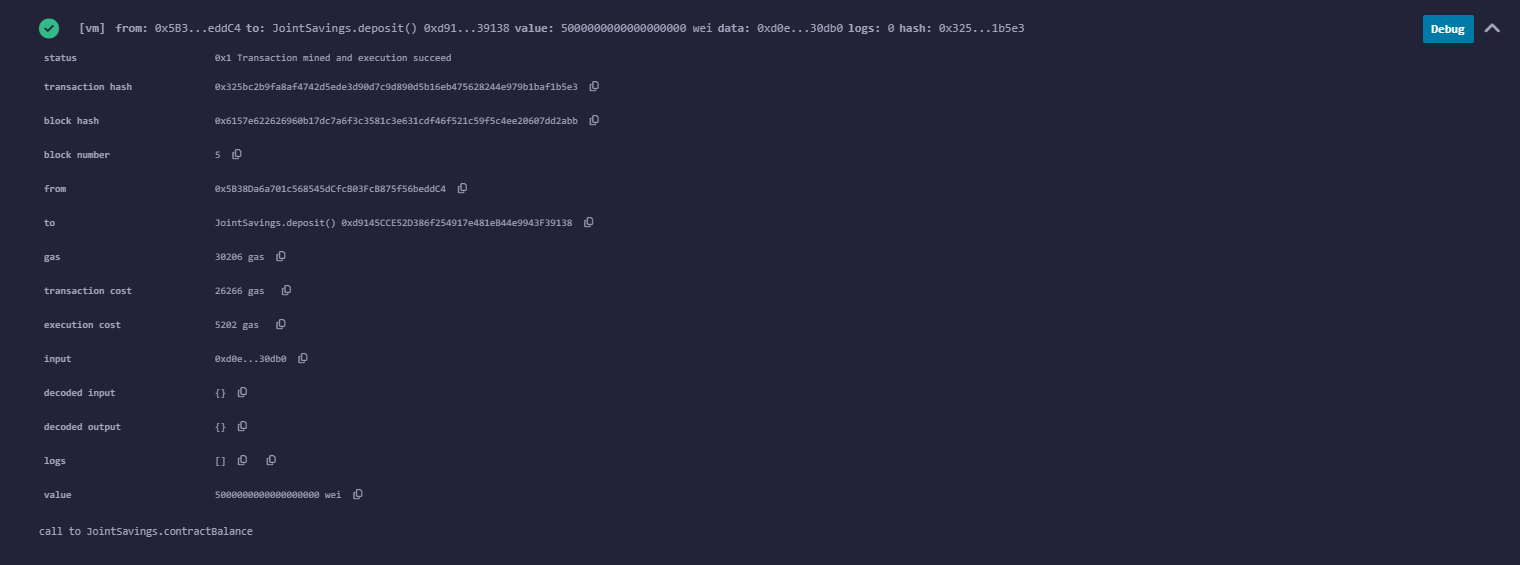 [vm] from: 0x5B3...eddC4 to: JointSavings.deposit() 0xd91...39138 value: 5000000000000000000 wei data: 0xd0e...30db0 logs: 0 hash: 0x325...1b5e3 Debug
status 0x1 Transaction mined and execution succeed
transaction hash 0x325bc2b9fa8af4742d5ede3d90d7c9d890d5b16eb475628244e979b1baf1b5e3
block hash 0x6157e622626960b17dc7a6f3c3581c3e631cdf46f521c59f5c4ee20607dd2abb
block number 5
from 0x5B38Da6a701c568545dCfcB03FcB875f56beddC4
to JointSavings.deposit() 0xd9145CCE52D386f254917e481eB44e9943F39138
gas 30206 gas
transaction cost 26266 gas
execution cost 5202 gas
input 0xd0e...30db0
decoded input {}
decoded output {}
logs []
value 5000000000000000000 wei
call to JointSavings.contractBalance